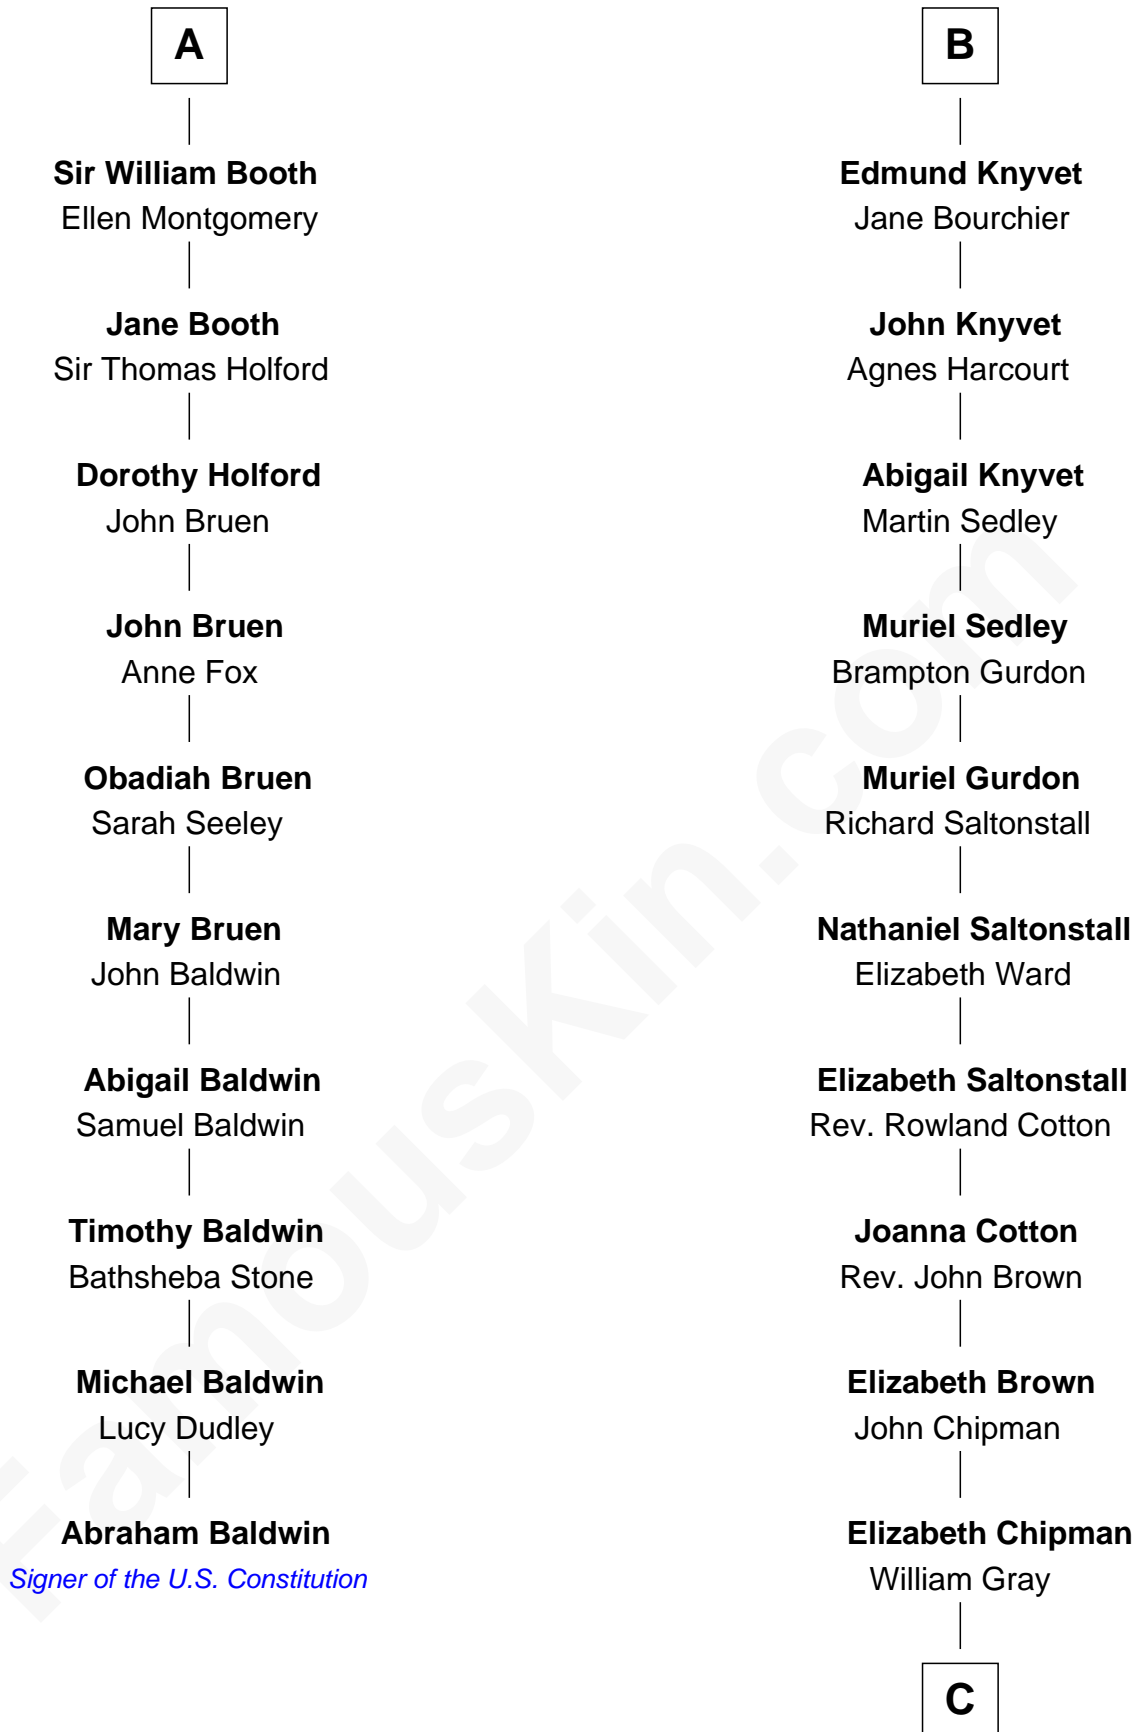 A
Sir William Booth
Ellen Montgomery
Jane Booth
Sir Thomas Holford
Dorothy Holford
John Bruen
John Bruen
Anne Fox
Obadiah Bruen
Sarah Seeley
Mary Bruen
John Baldwin
Abigail Baldwin
Samuel Baldwin
Timothy Baldwin
Bathsheba Stone
Michael Baldwin
Lucy Dudley
Abraham Baldwin
Signer of the U.S. Constitution
B
Edmund Knyvet
Jane Bourchier
John Knyvet
Agnes Harcourt
Abigail Knyvet
Martin Sedley
Muriel Sedley
Brampton Gurdon
Muriel Gurdon
Richard Saltonstall
Nathaniel Saltonstall
Elizabeth Ward
Elizabeth Saltonstall
Rev. Rowland Cotton
Joanna Cotton
Rev. John Brown
Elizabeth Brown
John Chipman
Elizabeth Chipman
William Gray
C
FamousKin.com